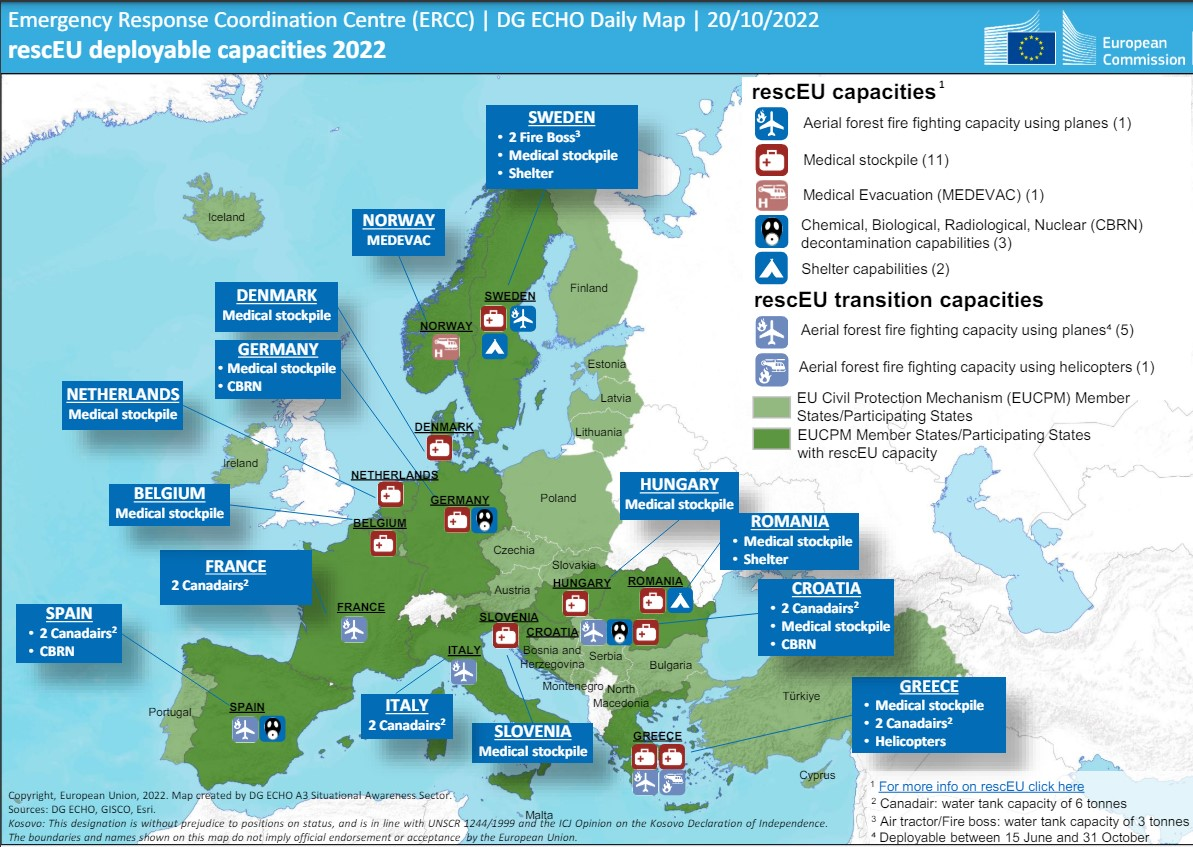 Emergency Response Coordination Centre (ERCC) | DG ECHO Daily Map | 20/10/2022
rescEU deployable capacities 2022
European
Commission
rescEU capacities¹
Aerial forest fire fighting capacity using planes (1)
Medical stockpile (11)
H
Medical Evacuation (MEDEVAC) (1)
Chemical, Biological, Radiological, Nuclear (CBRN)
decontamination capabilities (3)
Shelter capabilities (2)
rescEU transition capacities
Aerial forest fire fighting capacity using planes⁴ (5)
Aerial forest fire fighting capacity using helicopters (1)
EU Civil Protection Mechanism (EUCPM) Member
States/Participating States
EUCPM Member States/Participating States
with rescEU capacity
SWEDEN
• 2 Fire Boss³
• Medical stockpile
• Shelter
NORWAY
MEDEVAC
DENMARK
Medical stockpile
GERMANY
• Medical stockpile
• CBRN
NETHERLANDS
Medical stockpile
BELGIUM
Medical stockpile
FRANCE
2 Canadairs²
SPAIN
• 2 Canadairs²
• CBRN
ITALY
2 Canadairs²
SLOVENIA
Medical stockpile
HUNGARY
Medical stockpile
ROMANIA
• Medical stockpile
• Shelter
CROATIA
• 2 Canadairs²
• Medical stockpile
• CBRN
GREECE
• Medical stockpile
• 2 Canadairs²
• Helicopters
Iceland
Finland
SWEDEN
NORWAY
H
Estonia
Latvia
Lithuania
DENMARK
Ireland
NETHERLANDS
GERMANY
Poland
BELGIUM
Czechia
Slovakia
Austria
HUNGARY
ROMANIA
FRANCE
SLOVENIA
CROATIA
ITALY
Bosnia and
Herzegovina
Serbia
Bulgaria
Montenegro
North
Macedonia
Türkiye
Portugal
SPAIN
GREECE
Cyprus
Malta
Copyright, European Union, 2022. Map created by DG ECHO A3 Situational Awareness Sector.
Sources: DG ECHO, GISCO, Esri.
Kosovo: This designation is without prejudice to positions on status, and is in line with UNSCR 1244/1999 and the ICJ Opinion on the Kosovo Declaration of Independence.
The boundaries and names shown on this map do not imply official endorsement or acceptance by the European Union.
¹ For more info on rescEU click here
² Canadair: water tank capacity of 6 tonnes
³ Air tractor/Fire boss: water tank capacity of 3 tonnes
⁴ Deployable between 15 June and 31 October